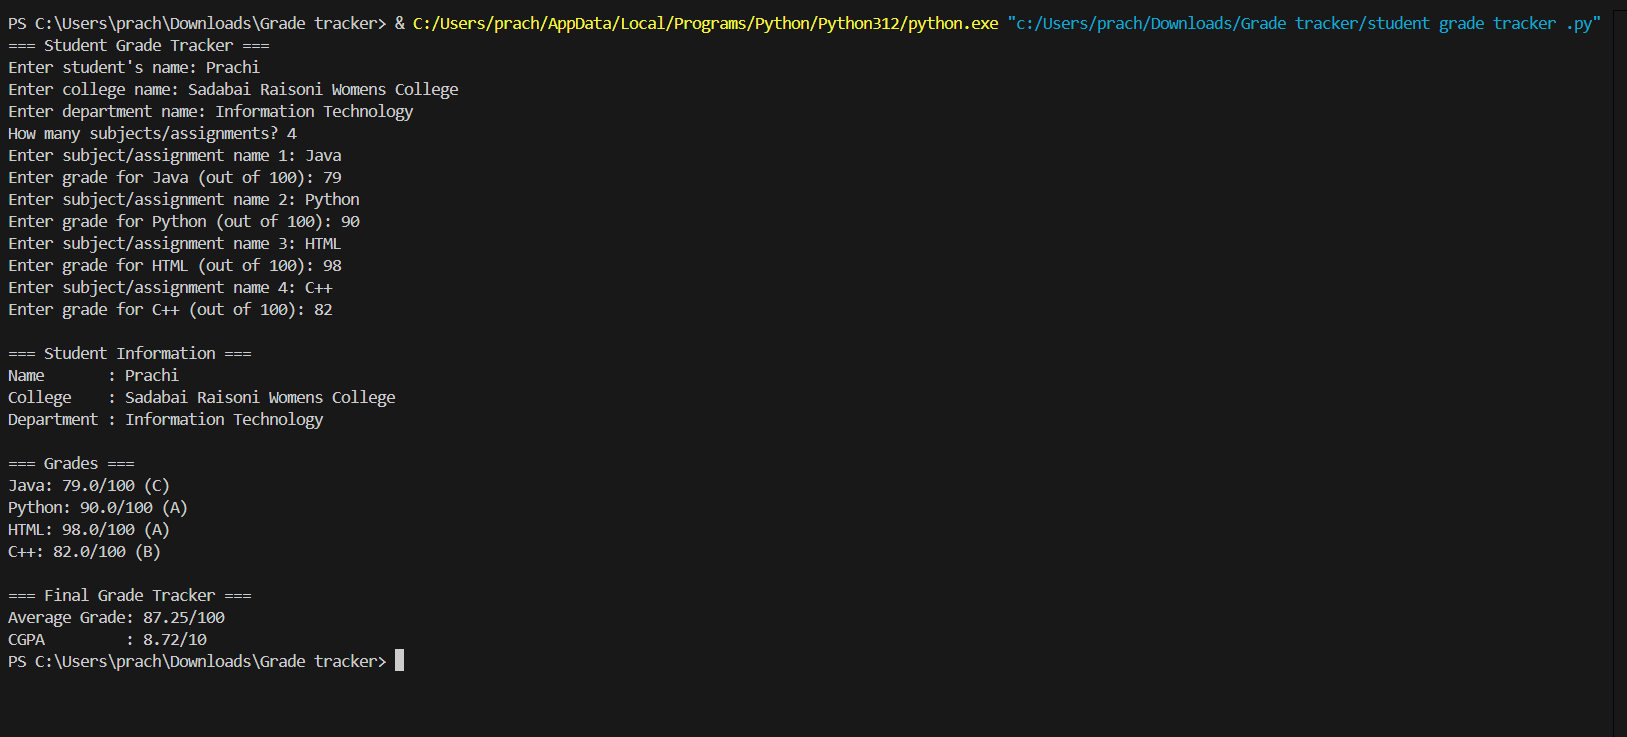 PS C:\Users\prach\Downloads\Grade tracker> & C:/Users/prach/AppData/Local/Programs/Python/Python312/python.exe "c:/Users/prach/Downloads/Grade tracker/student grade tracker .py"
=== Student Grade Tracker ===
Enter student's name: Prachi
Enter college name: Sadabai Raisoni Womens College
Enter department name: Information Technology
How many subjects/assignments? 4
Enter subject/assignment name 1: Java
Enter grade for Java (out of 100): 79
Enter subject/assignment name 2: Python
Enter grade for Python (out of 100): 90
Enter subject/assignment name 3: HTML
Enter grade for HTML (out of 100): 98
Enter subject/assignment name 4: C++
Enter grade for C++ (out of 100): 82

=== Student Information ===
Name       : Prachi
College    : Sadabai Raisoni Womens College
Department : Information Technology

=== Grades ===
Java: 79.0/100 (C)
Python: 90.0/100 (A)
HTML: 98.0/100 (A)
C++: 82.0/100 (B)

=== Final Grade Tracker ===
Average Grade: 87.25/100
CGPA         : 8.72/10
PS C:\Users\prach\Downloads\Grade tracker>